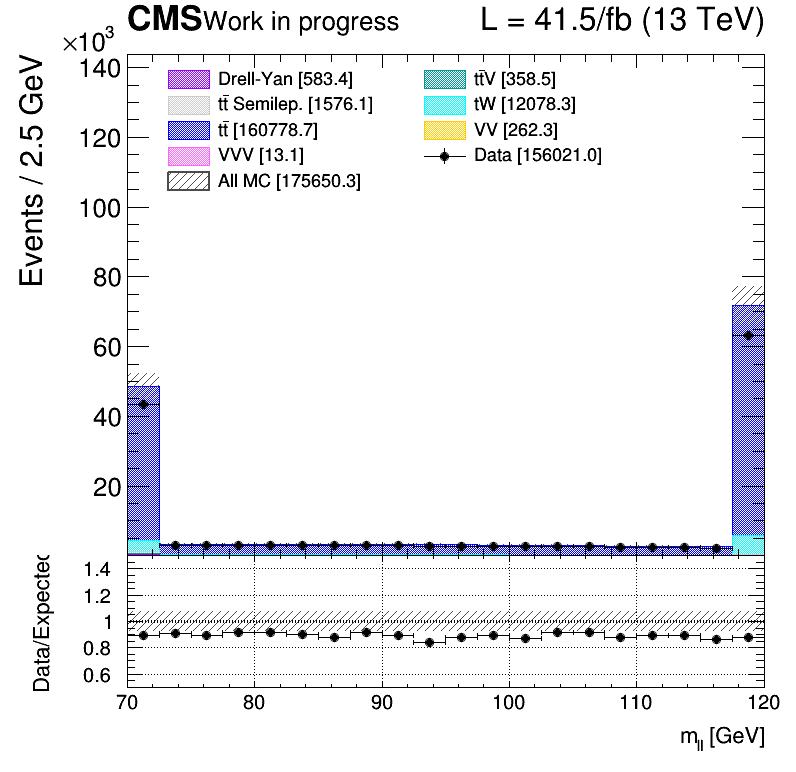 CMS Work in progress L = 41.5/fb (13 TeV)
×10³
Events / 2.5 GeV
140
120
100
80
60
40
20
Drell-Yan [583.4]
tt̄ Semilep. [1576.1]
tt̄ [160778.7]
VVV [13.1]
All MC [175650.3]
tt̄V [358.5]
tW [12078.3]
VV [262.3]
Data [156021.0]
Data/Expected
1.4
1.2
1
0.8
0.6
70 80 90 100 110 120
m_ll [GeV]